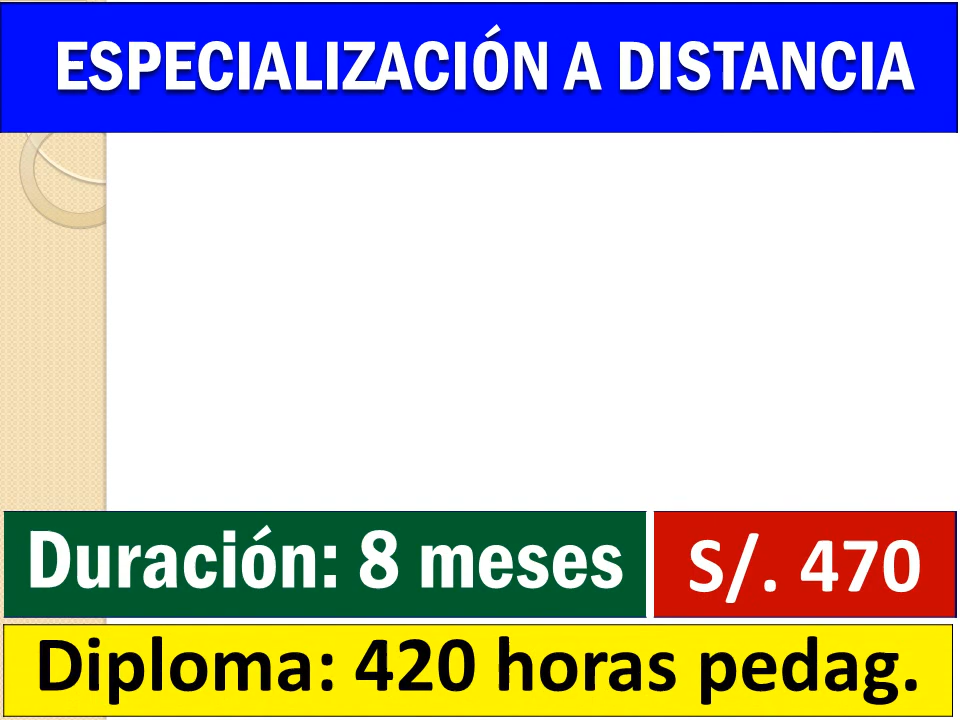 ESPECIALIZACIÓN A DISTANCIA
Duración: 8 meses
S/. 470
Diploma: 420 horas pedag.